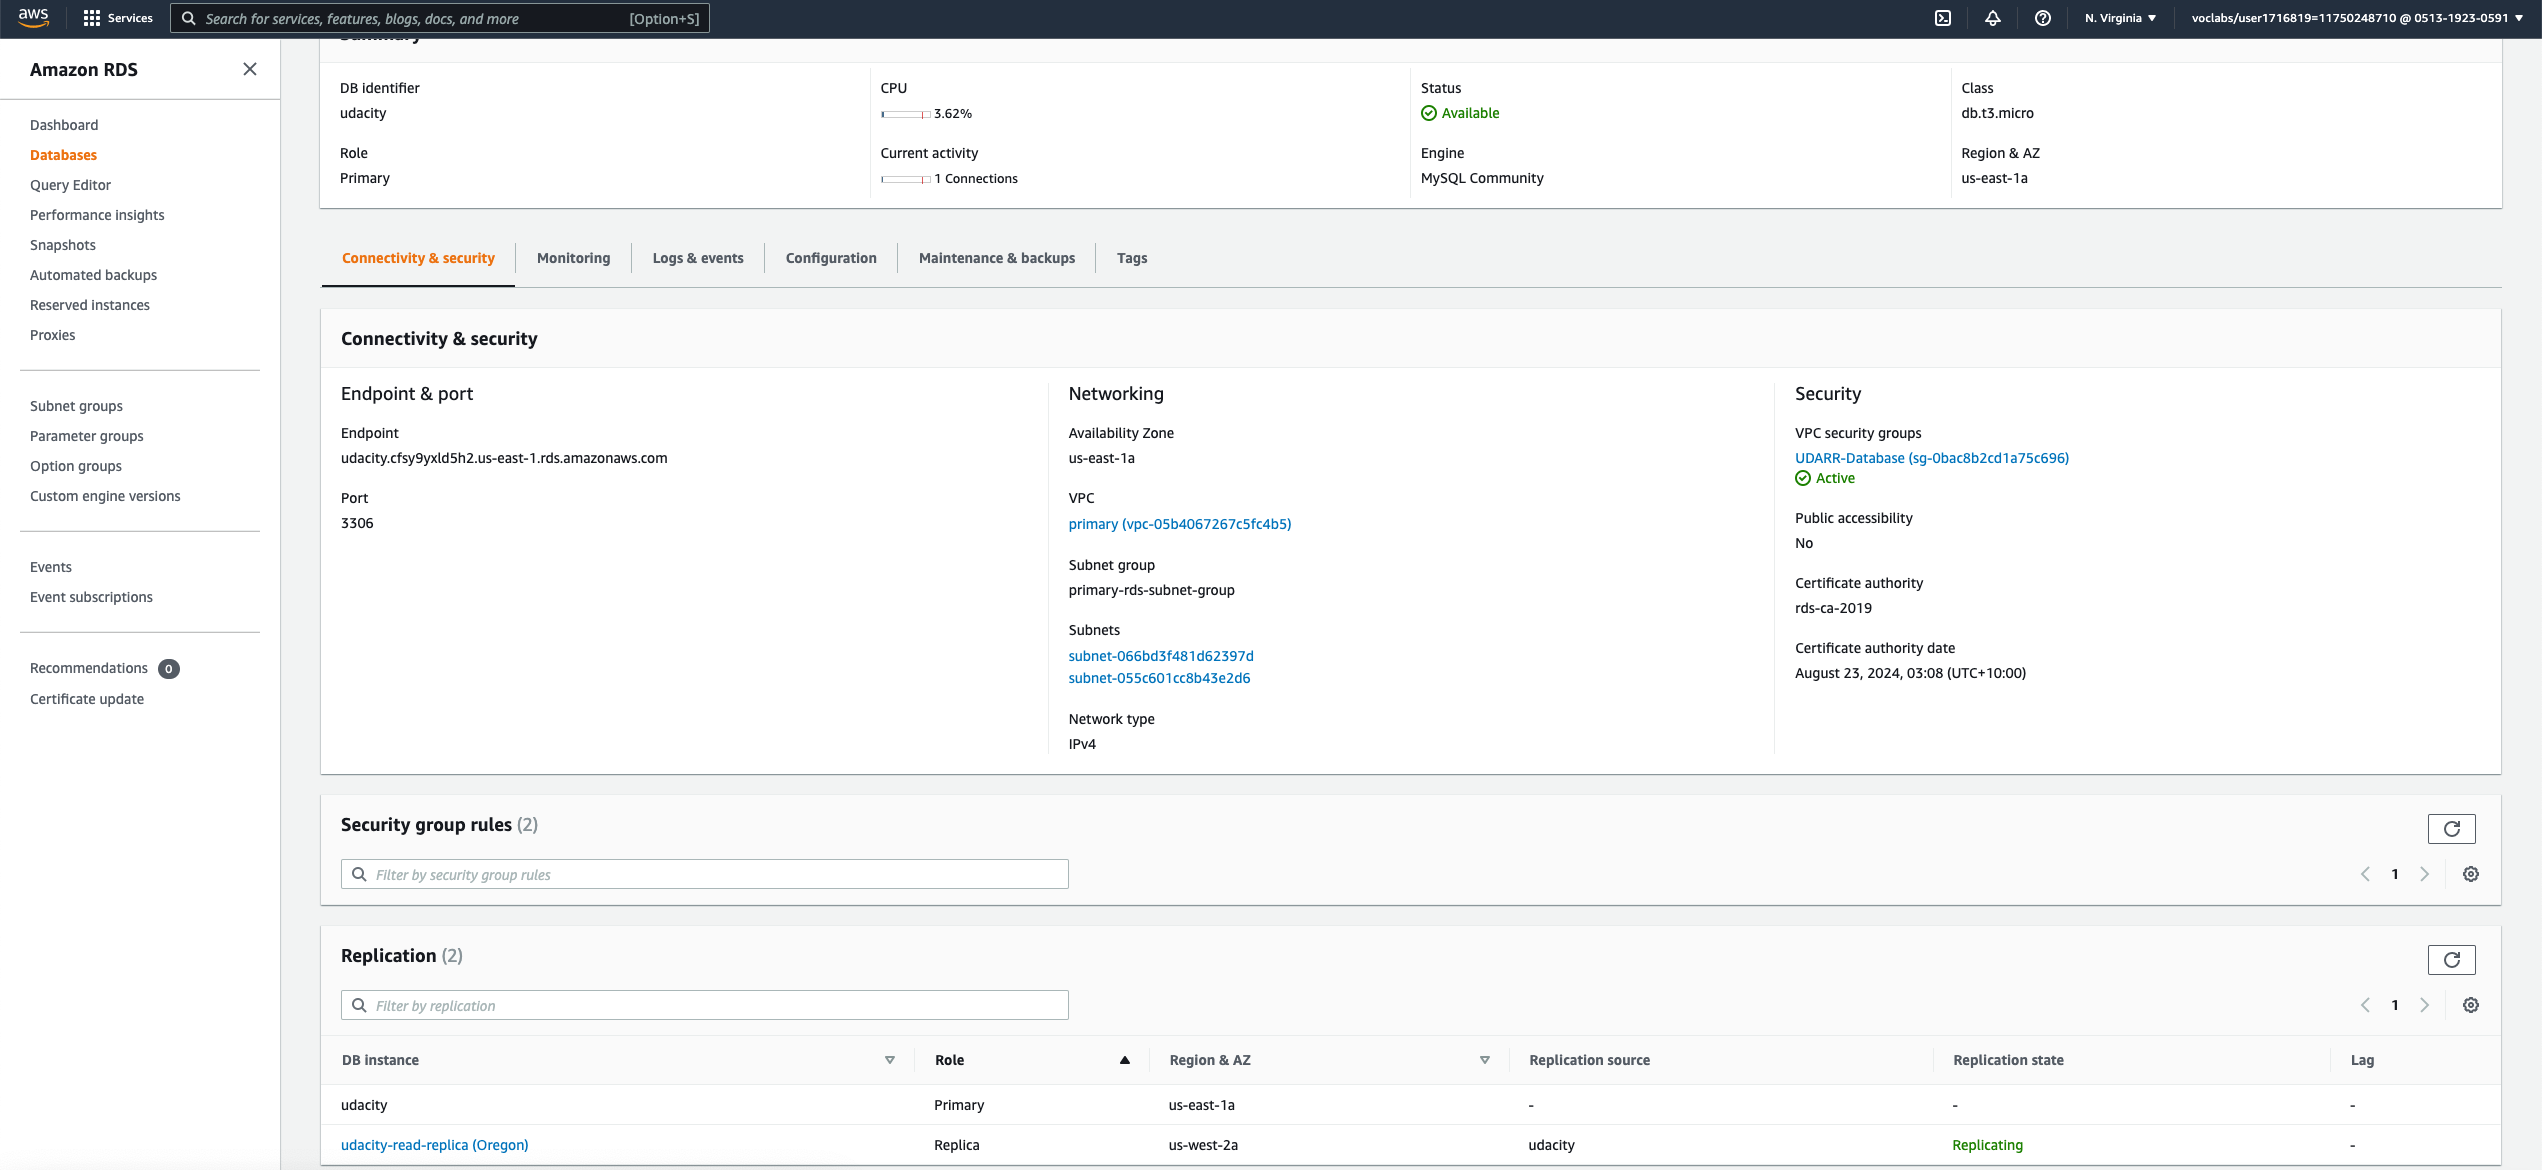 aws
Services
Search for services, features, blogs, docs, and more
[Option+S]
N. Virginia
voclabs/user1716819=11750248710 @ 0513-1923-0591
Amazon RDS
Dashboard
Databases
Query Editor
Performance insights
Snapshots
Automated backups
Reserved instances
Proxies
Subnet groups
Parameter groups
Option groups
Custom engine versions
Events
Event subscriptions
Recommendations 0
Certificate update
Summary
DB identifier
udacity
Role
Primary
CPU
3.62%
Current activity
1 Connections
Status
Available
Engine
MySQL Community
Class
db.t3.micro
Region & AZ
us-east-1a
Connectivity & security
Monitoring
Logs & events
Configuration
Maintenance & backups
Tags
Connectivity & security
Endpoint & port
Endpoint
udacity.cfsy9yxld5h2.us-east-1.rds.amazonaws.com
Port
3306
Networking
Availability Zone
us-east-1a
VPC
primary (vpc-05b4067267c5fc4b5)
Subnet group
primary-rds-subnet-group
Subnets
subnet-066bd3f481d62397d
subnet-055c601cc8b43e2d6
Network type
IPv4
Security
VPC security groups
UDARR-Database (sg-0bac8b2cd1a75c696)
Active
Public accessibility
No
Certificate authority
rds-ca-2019
Certificate authority date
August 23, 2024, 03:08 (UTC+10:00)
Security group rules (2)
Filter by security group rules
1
Replication (2)
Filter by replication
1
DB instance Role Region & AZ Replication source Replication state Lag
udacity Primary us-east-1a - - -
udacity-read-replica (Oregon) Replica us-west-2a udacity Replicating -